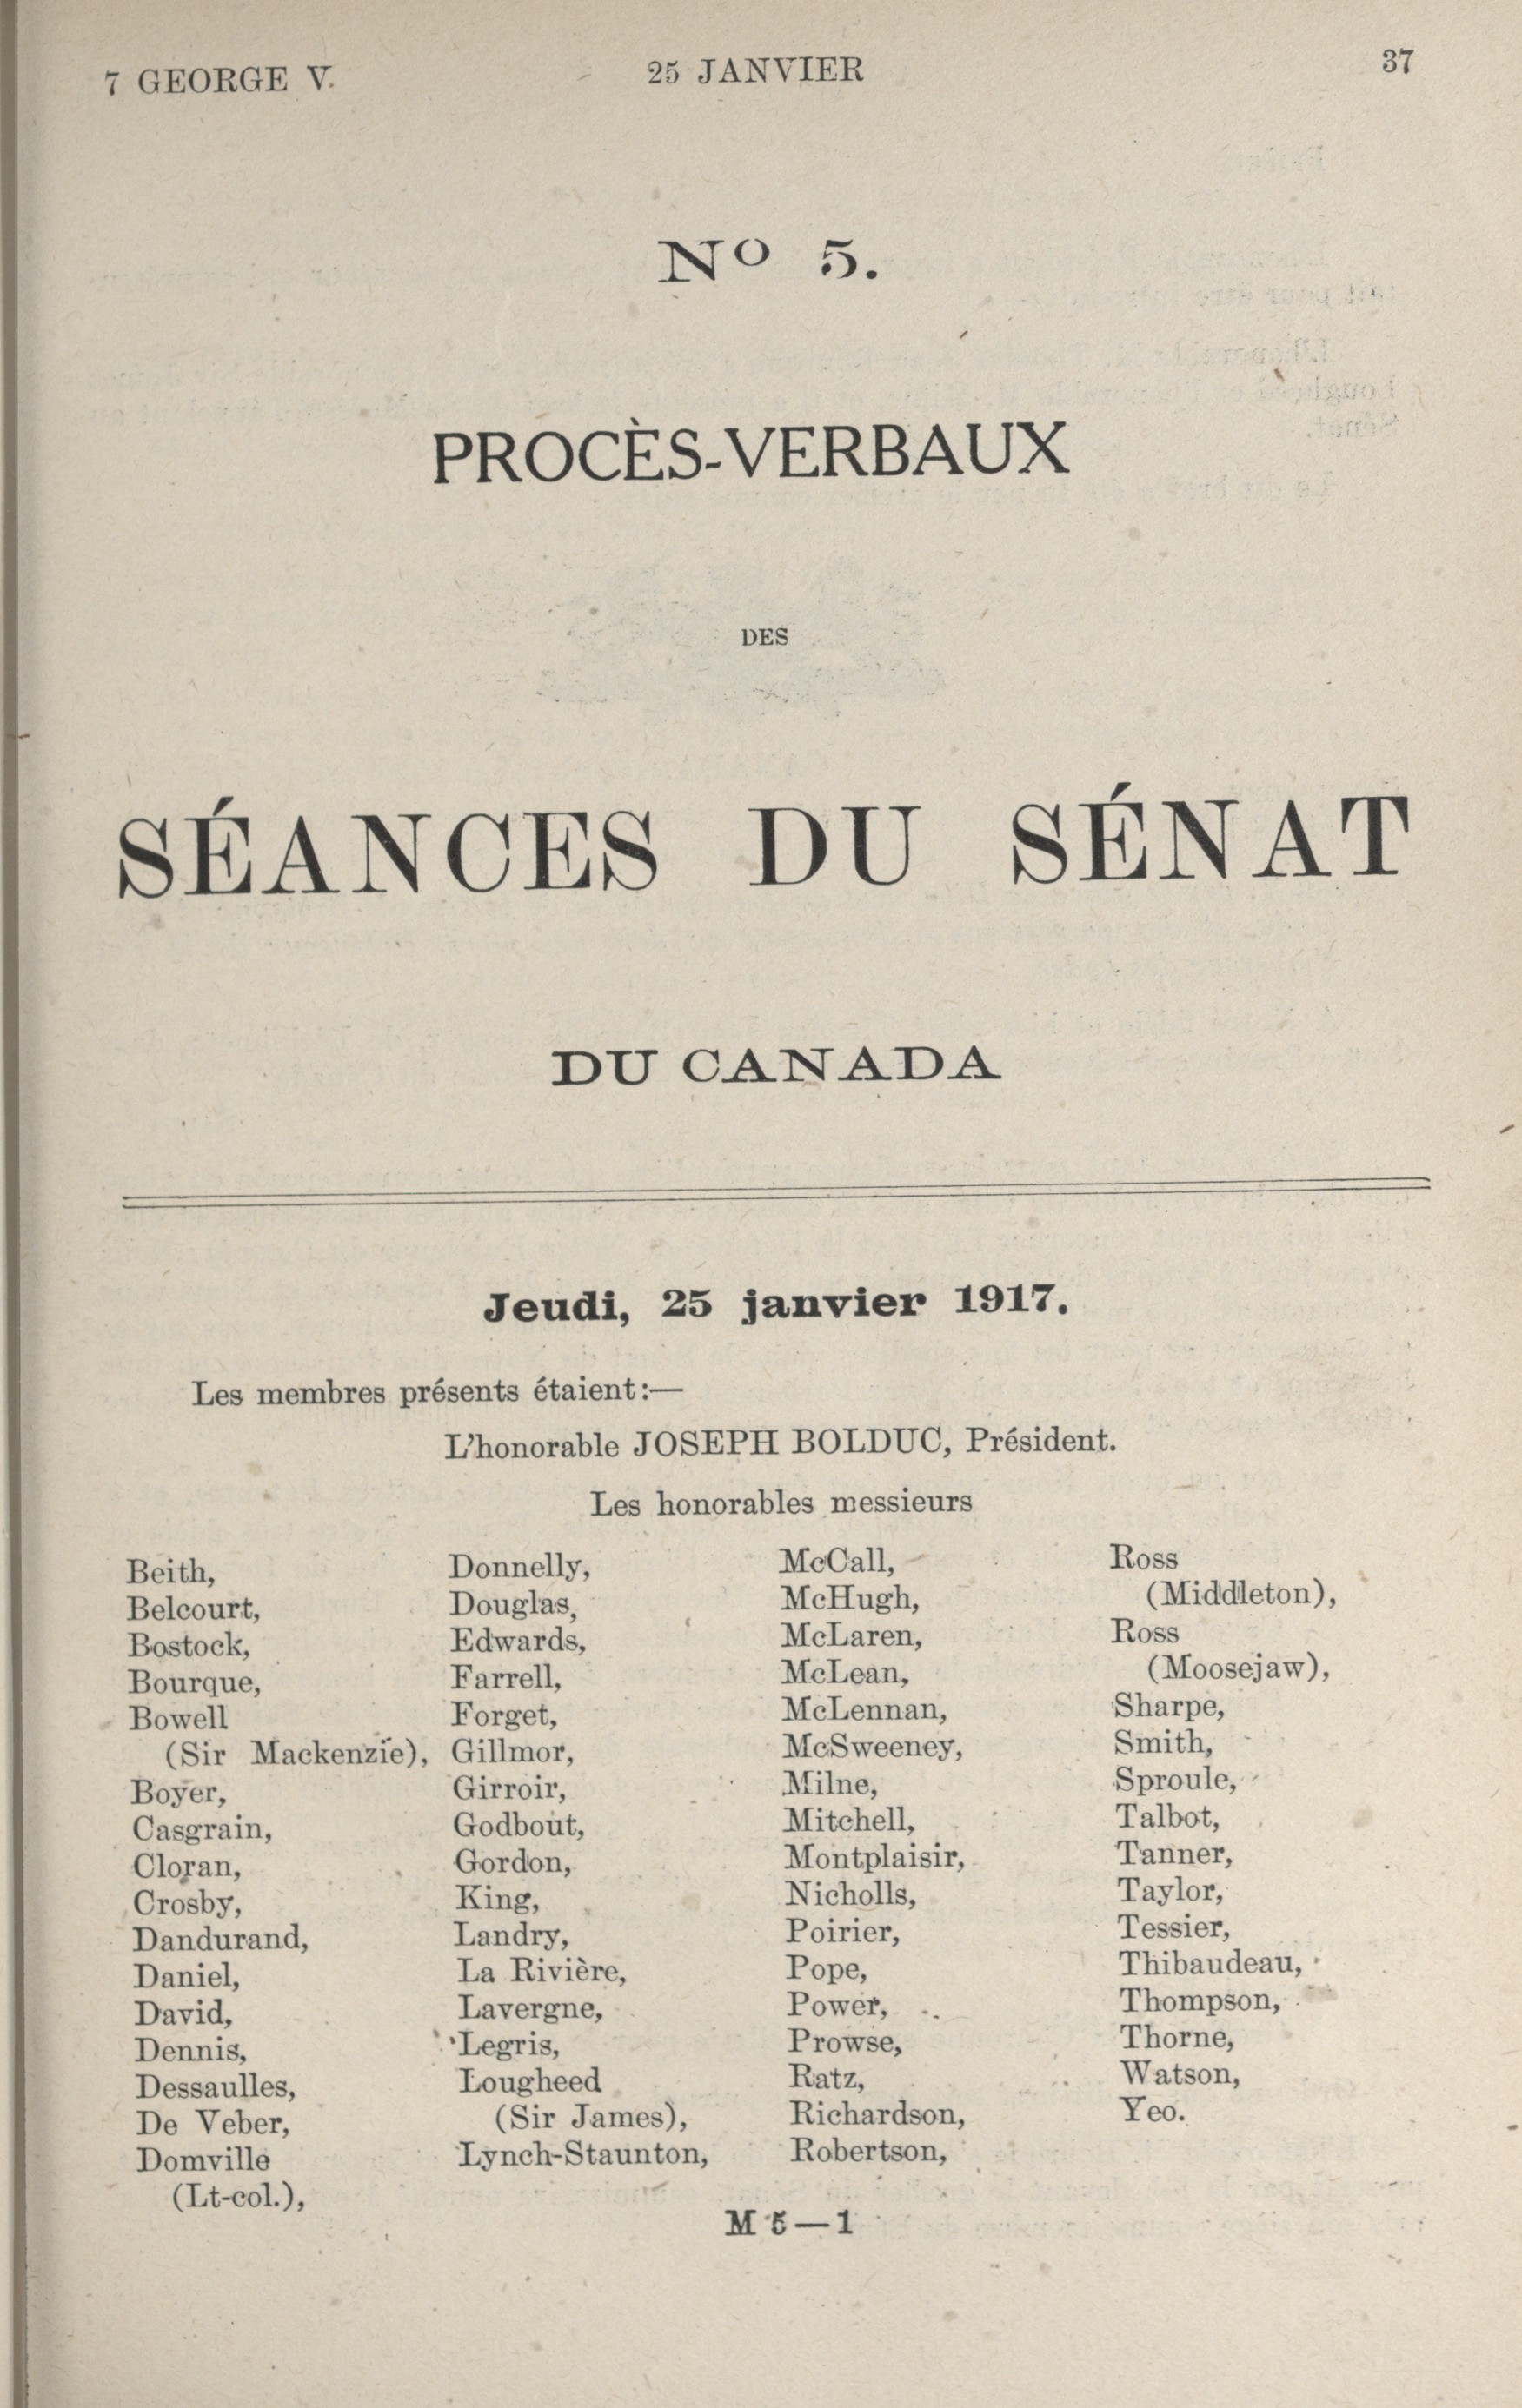 7 GEORGE V.
25 JANVIER
37
Nº 5.
PROCÈS-VERBAUX
DES
SÉANCES DU SÉNAT
DU CANADA
Jeudi, 25 janvier 1917.
Les membres présents étaient:—
L'honorable JOSEPH BOLDUC, Président.
Les honorables messieurs
Beith,
Belcourt,
Bostock,
Bourque,
Bowell
(Sir Mackenzie),
Boyer,
Casgrain,
Cloran,
Crosby,
Dandurand,
Daniel,
David,
Dennis,
Dessaulles,
De Veber,
Domville
(Lt-col.),
Donnelly,
Douglas,
Edwards,
Farrell,
Forget,
Gillmor,
Girroir,
Godbout,
Gordon,
King,
Landry,
La Rivière,
Lavergne,
Legris,
Lougheed
(Sir James),
Lynch-Staunton,
McCall,
McHugh,
McLaren,
McLean,
McLennan,
McSweeney,
Milne,
Mitchell,
Montplaisir,
Nicholls,
Poirier,
Pope,
Power,
Prowse,
Ratz,
Richardson,
Robertson,
Ross
(Middleton),
Ross
(Moosejaw),
Sharpe,
Smith,
Sproule,
Talbot,
Tanner,
Taylor,
Tessier,
Thibaudeau,
Thompson,
Thorne,
Watson,
Yeo.
M 5—1